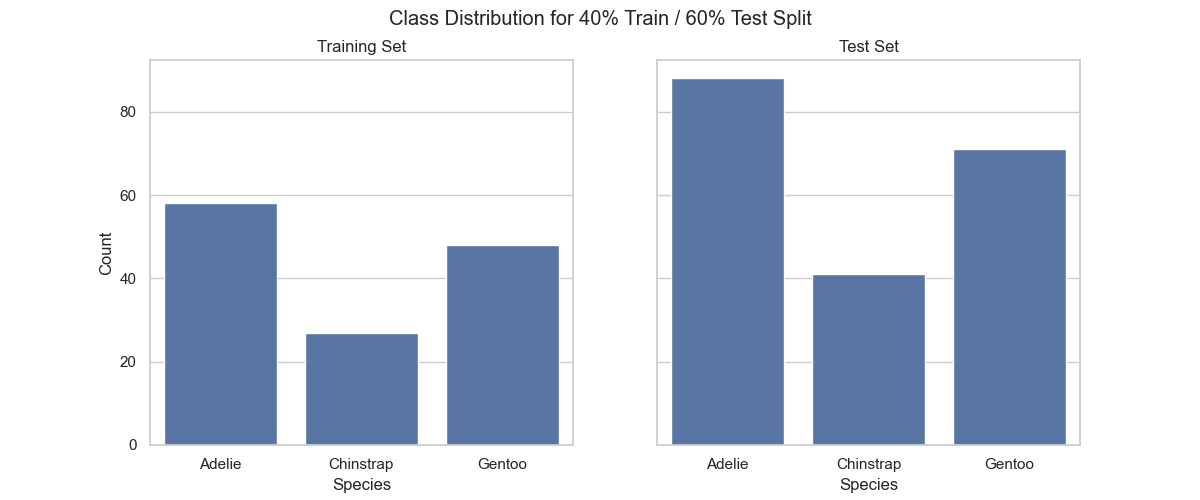 Class Distribution for 40% Train / 60% Test Split
Training Set
Count
80
60
40
20
0
Adelie
Chinstrap
Gentoo
Species
Test Set
Adelie
Chinstrap
Gentoo
Species